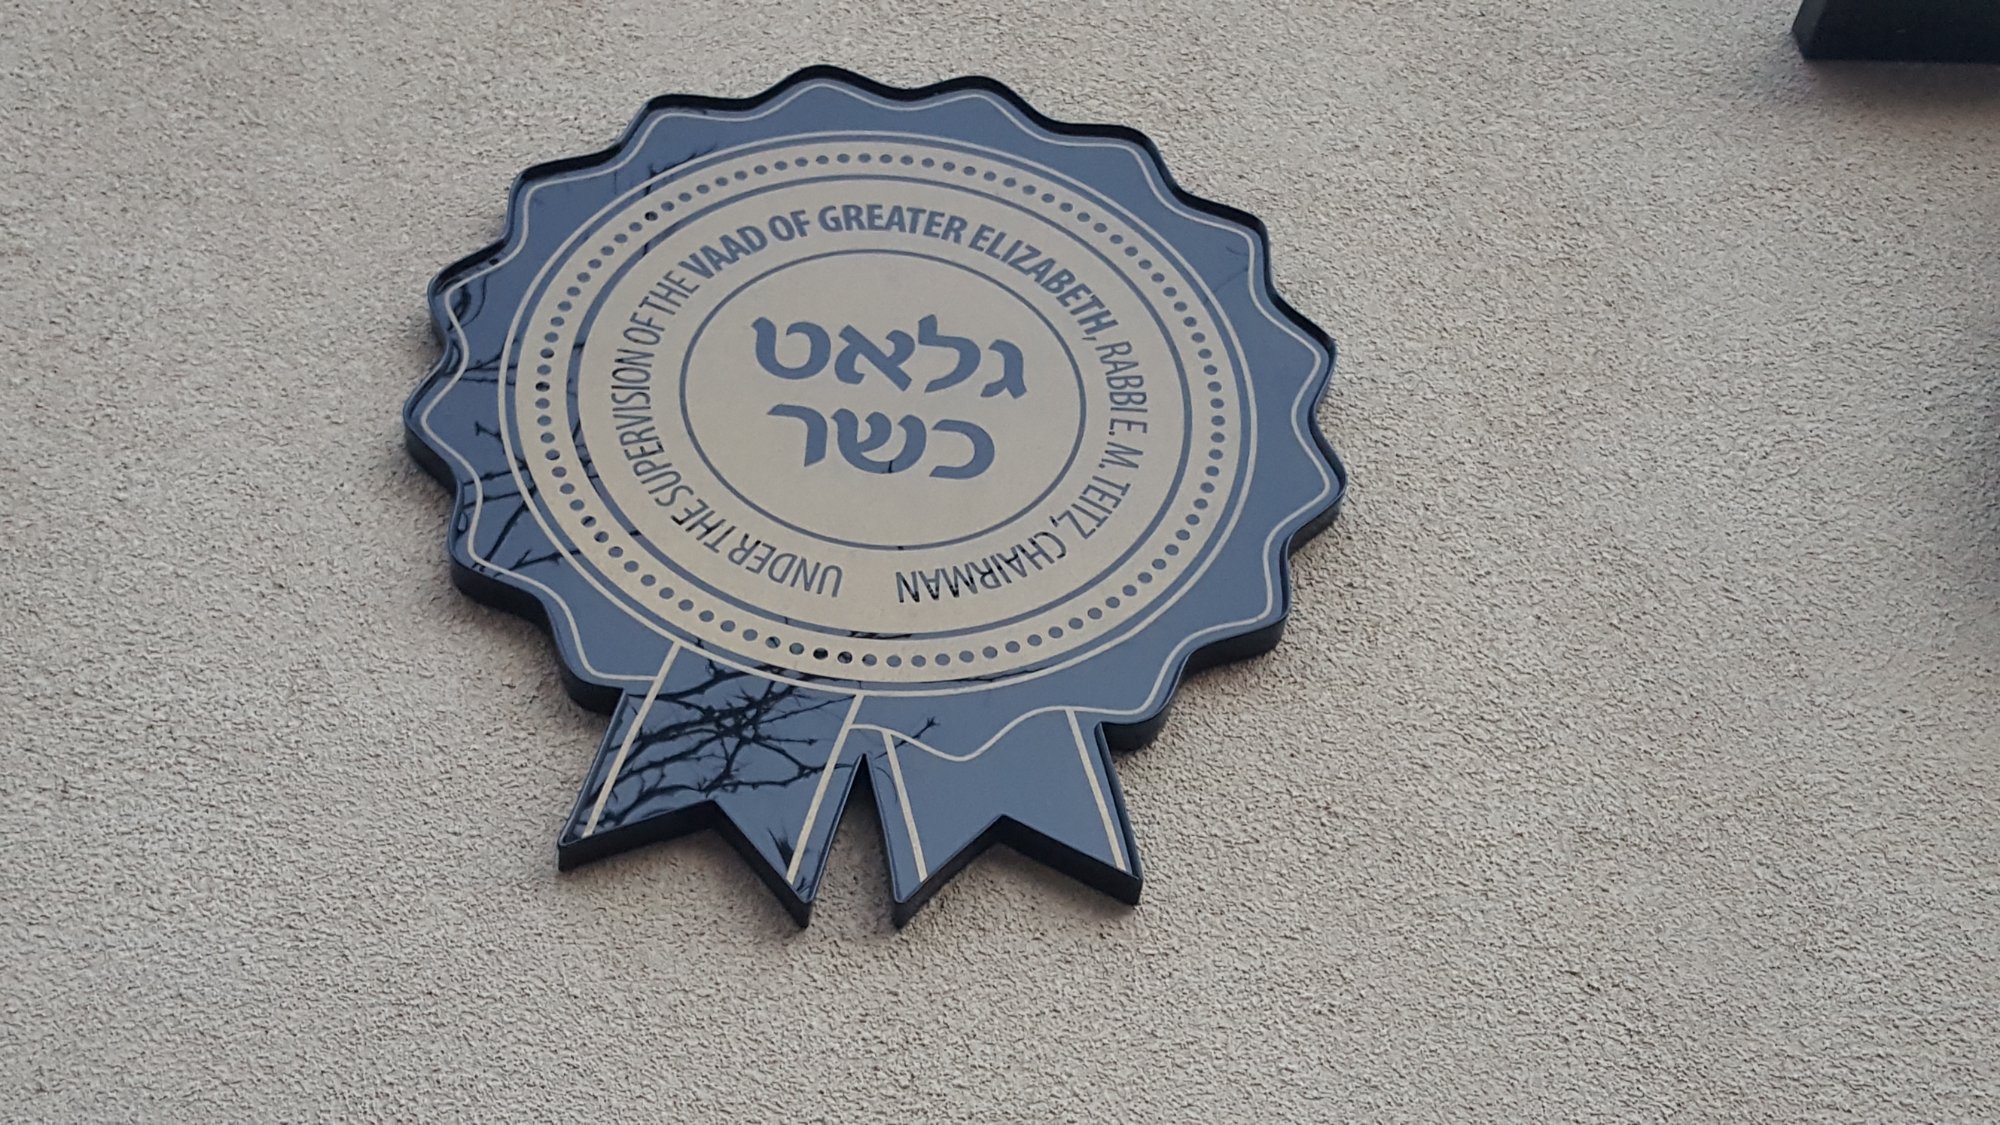 UNDER THE SUPERVISION OF THE VAAD OF GREATER ELIZABETH, RABBI E. M. TEITZ, CHAIRMAN
גלאט
כשר